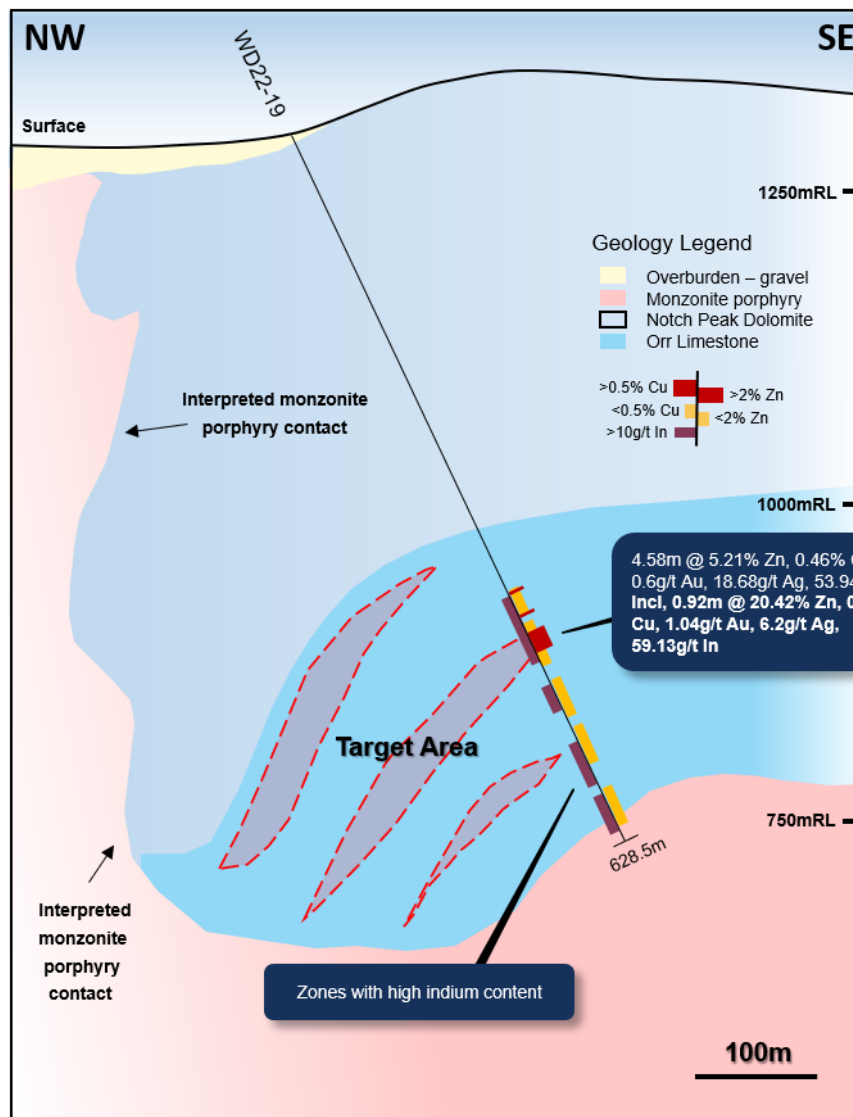 NW
SE
WD22-19
Surface
1250mRL
Geology Legend
Overburden – gravel
Monzonite porphyry
Notch Peak Dolomite
Orr Limestone
>0.5% Cu
>2% Zn
<0.5% Cu
<2% Zn
>10g/t In
Interpreted monzonite
porphyry contact
1000mRL
4.58m @ 5.21% Zn, 0.46%
0.6g/t Au, 18.68g/t Ag, 53.94
Incl, 0.92m @ 20.42% Zn, 0
Cu, 1.04g/t Au, 6.2g/t Ag,
59.13g/t In
Target Area
750mRL
628.5m
Interpreted
monzonite
porphyry
contact
Zones with high indium content
100m